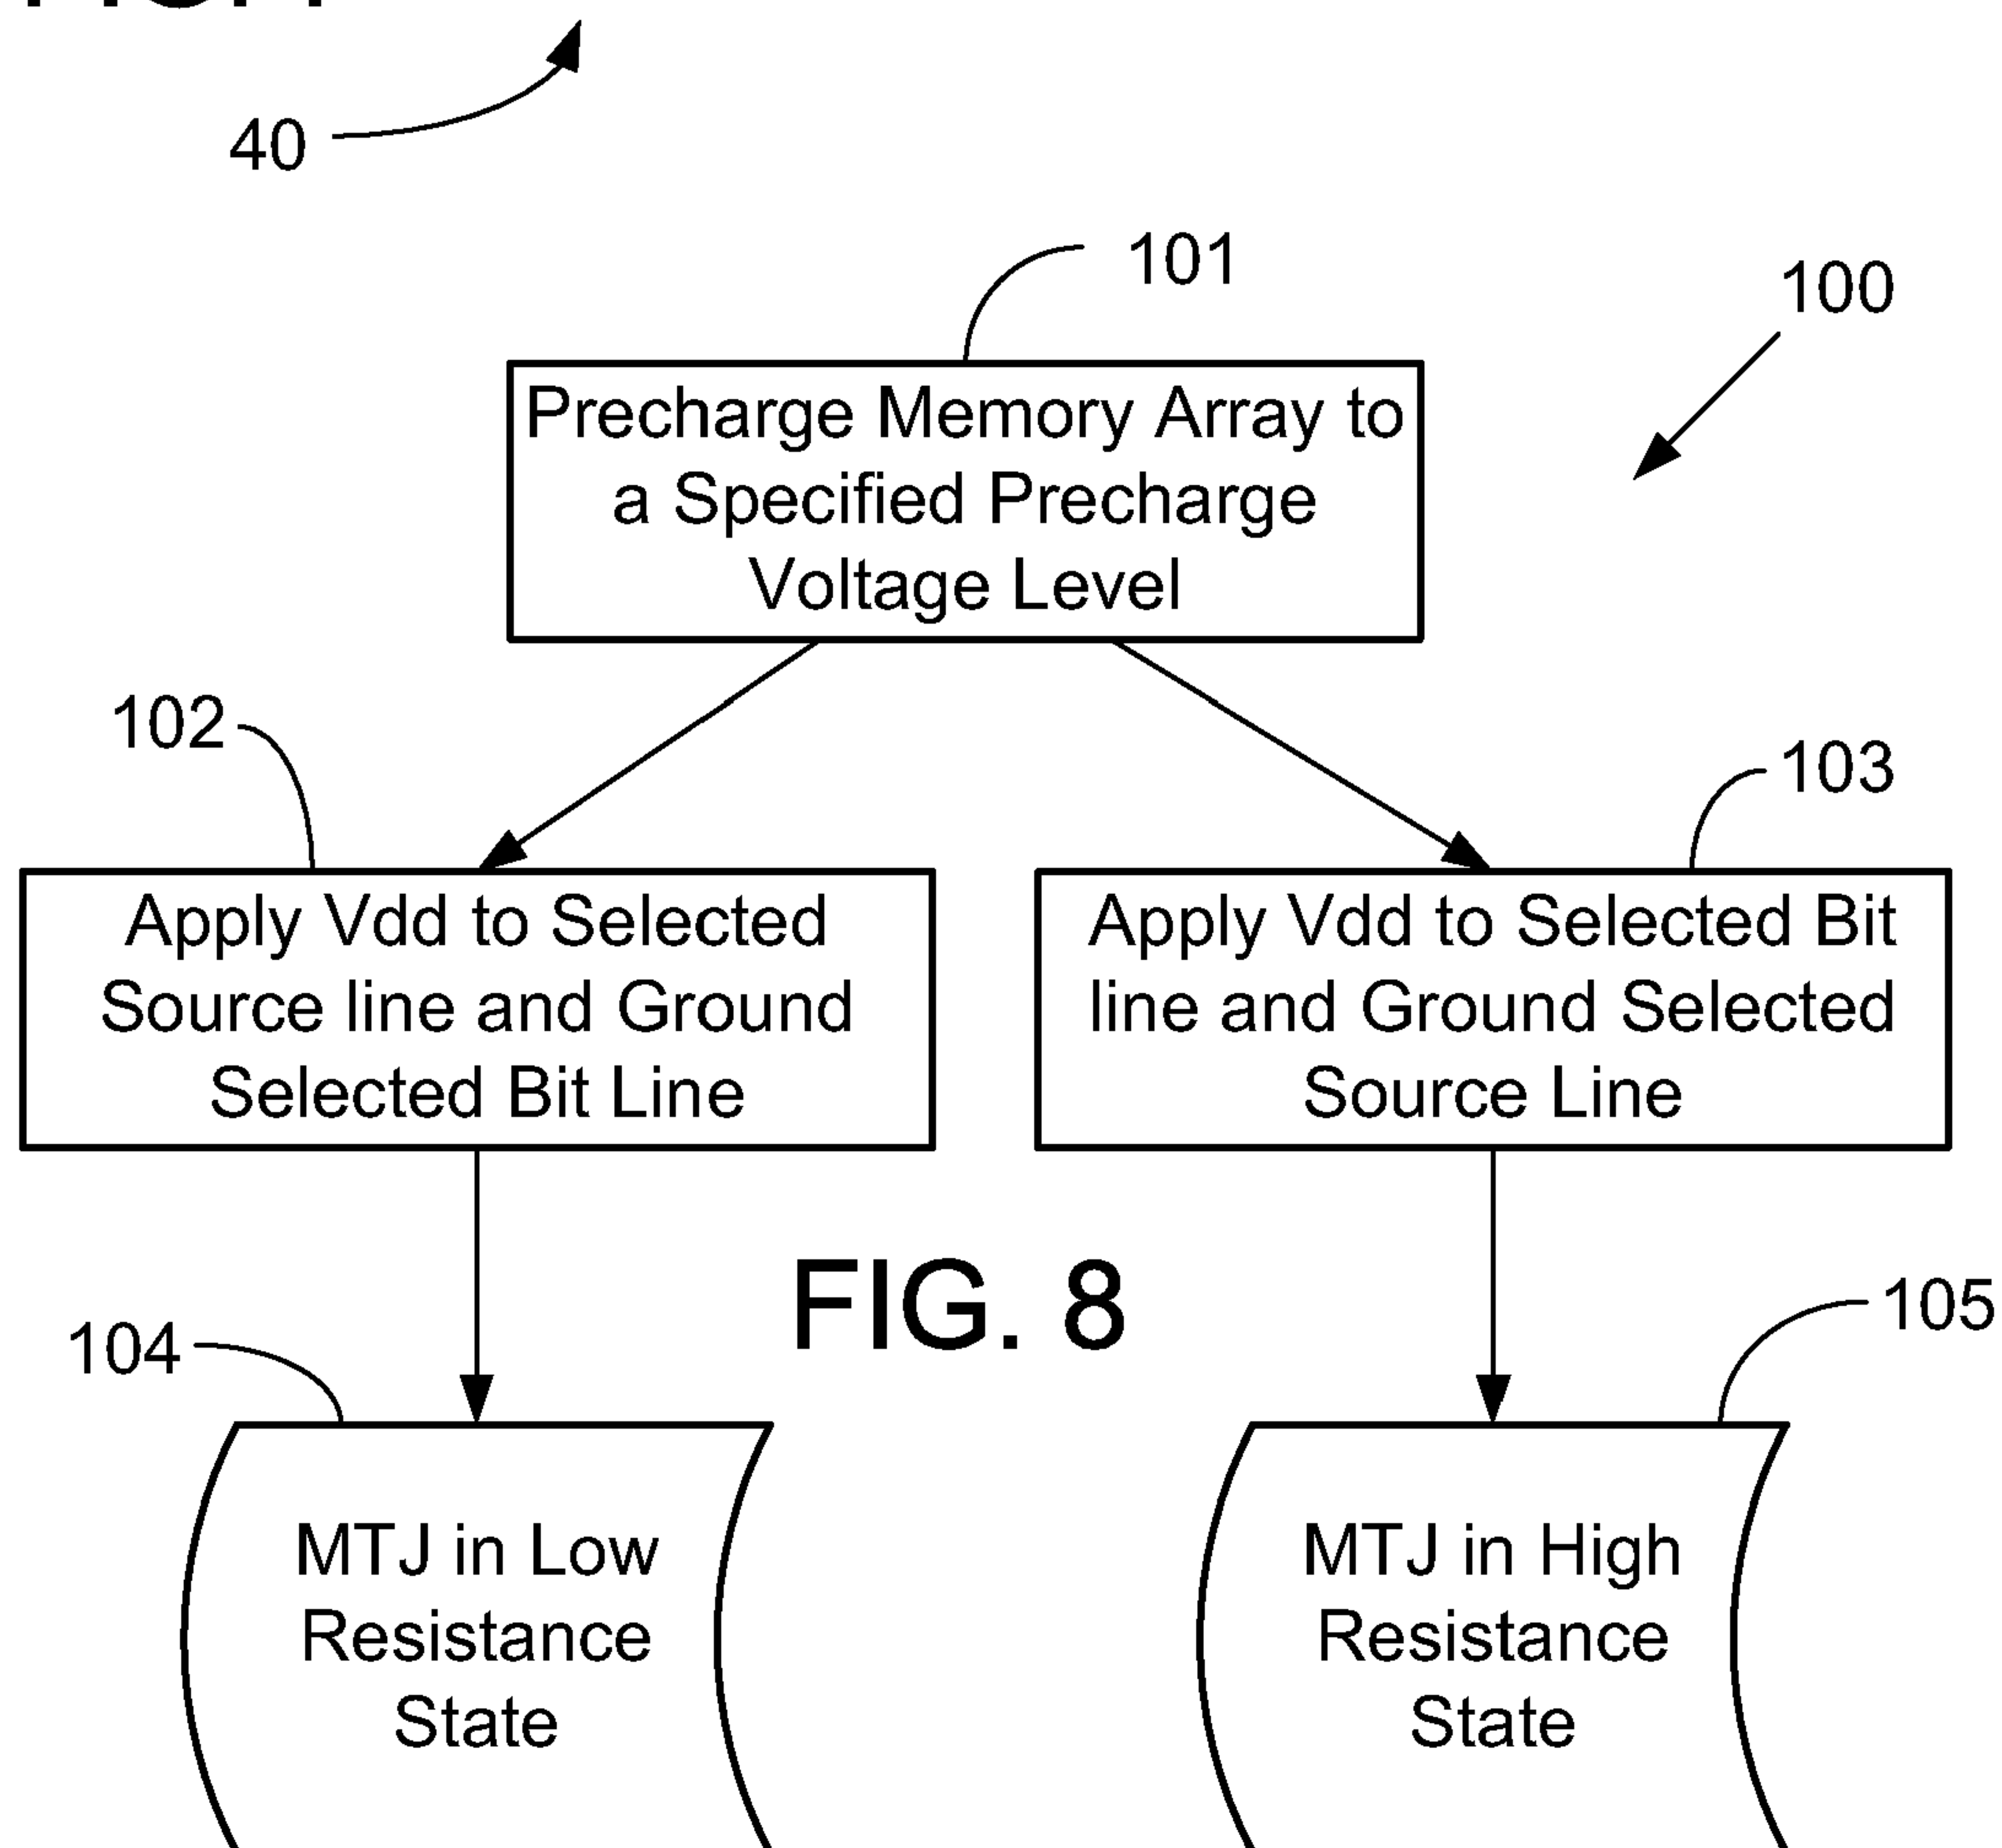 40
101
100
Precharge Memory Array to
a Specified Precharge
Voltage Level
102
103
Apply Vdd to Selected
Source line and Ground
Selected Bit Line
Apply Vdd to Selected Bit
line and Ground Selected
Source Line
FIG. 8
104
105
MTJ in Low
Resistance
State
MTJ in High
Resistance
State